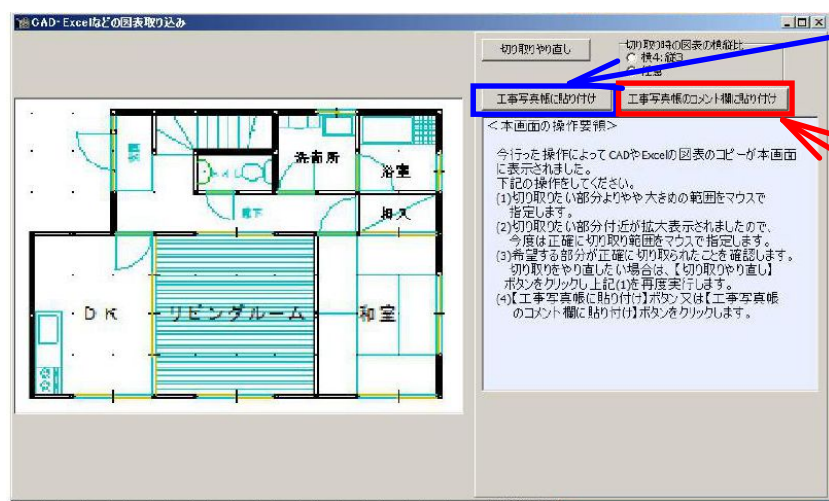 CAD・Excelなどの図表取り込み
切り取りやり直し
切り取り時の図表の横縦比
横4:縦3
任意
工事写真帳に貼り付け
工事写真帳のコメント欄に貼り付け
<本画面の操作要領>
今行った操作によってCADやExcelの図表のコピーが本画面
に表示されました。
下記の操作をしてください。
(1)切り取りたい部分よりやや大きめの範囲をマウスで
指定します。
(2)切り取りたい部分付近が拡大表示されましたので、
今度は正確に切り取り範囲をマウスで指定します。
(3)希望する部分が正確に切り取られたことを確認します。
切り取りをやり直したい場合は、【切り取りやり直し】
ボタンをクリックし上記(1)を再度実行します。
(4)【工事写真帳に貼り付け】ボタン又は【工事写真帳
のコメント欄に貼り付け】ボタンをクリックします。
洗面所
浴室
トイレ
廊下
押入
DK
リビングルーム
和室